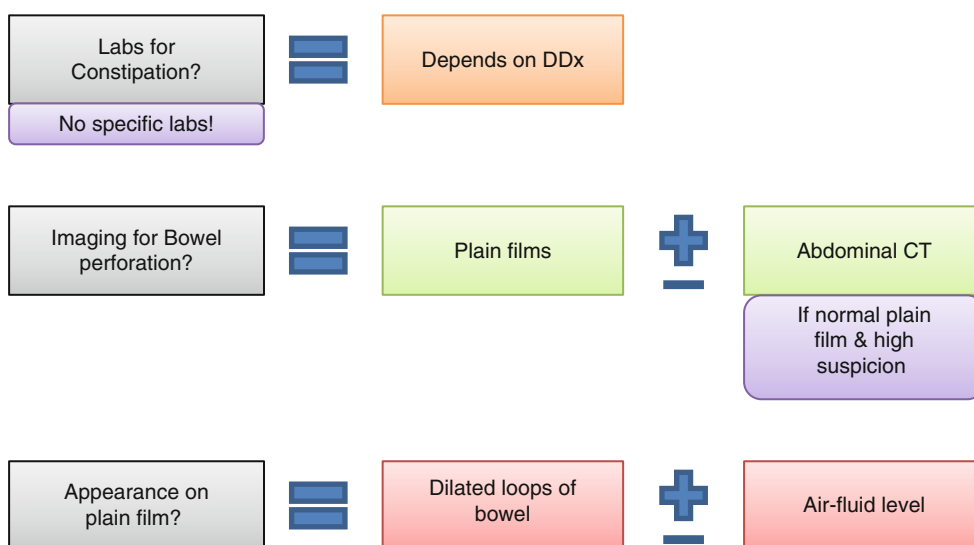 Labs for
Constipation?
Depends on DDx
No specific labs!
Imaging for Bowel
perforation?
Plain films
Abdominal CT
If normal plain
film & high
suspicion
Appearance on
plain film?
Dilated loops of
bowel
Air-fluid level